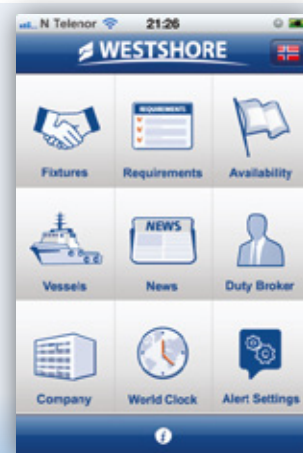 N Telenor 21:26
WESTSHORE
REQUIREMENTS
Fixtures Requirements Availability
NEWS
Vessels News Duty Broker
Company World Clock Alert Settings
i